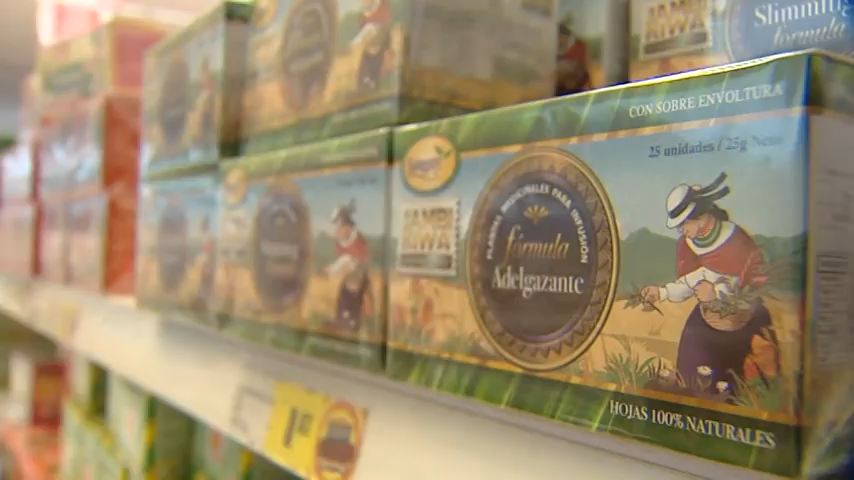 Slimming
formula
CON SOBRE ENVOLTURA
25 unidades / 25g Neto
JAMBI
KIWA
PLANTAS MEDICINALES PARA INFUSIÓN
fórmula
Adelgazante
HOJAS 100% NATURALES